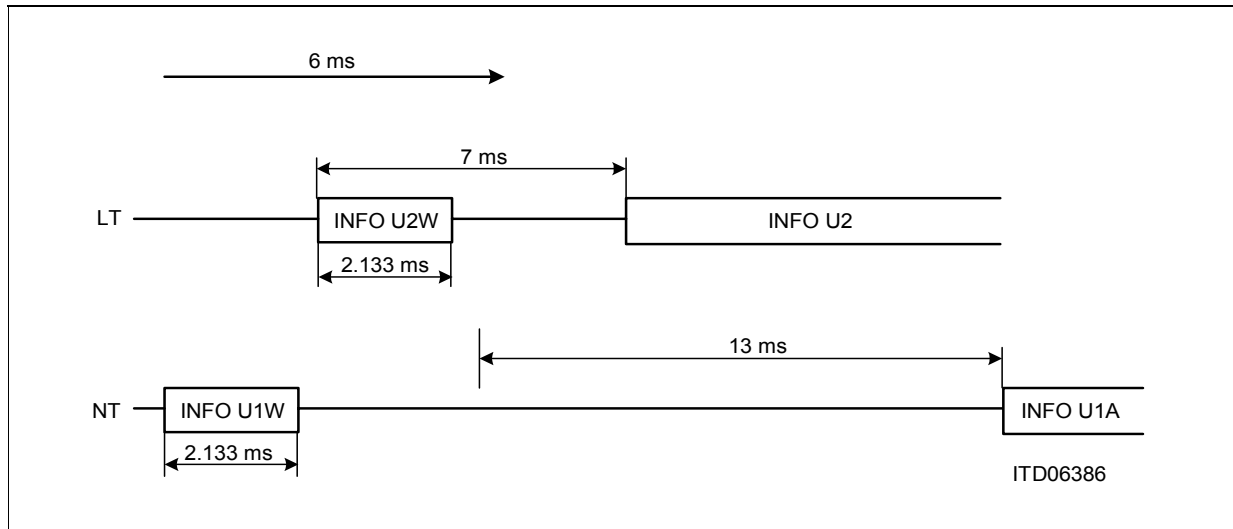 6 ms
7 ms
LT
INFO U2W
INFO U2
2.133 ms
13 ms
NT
INFO U1W
INFO U1A
2.133 ms
ITD06386